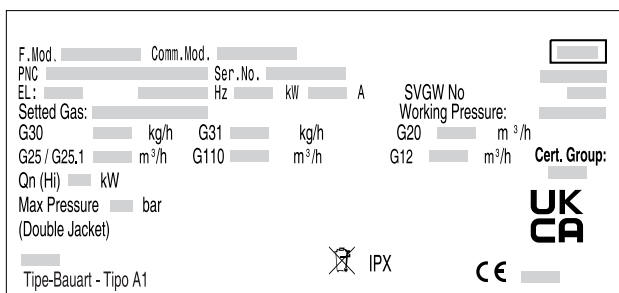 F.Mod. Comm.Mod.
PNC Ser.No.
EL: Hz kW A SVGW No
Setted Gas: Working Pressure:
G30 kg/h G31 kg/h G20 m³/h
G25 / G25.1 m³/h G110 m³/h G12 m³/h Cert. Group:
Qn (Hi) kW
Max Pressure bar
(Double Jacket)
UK
CA
IPX CE
Tipe-Bauart - Tipo A1